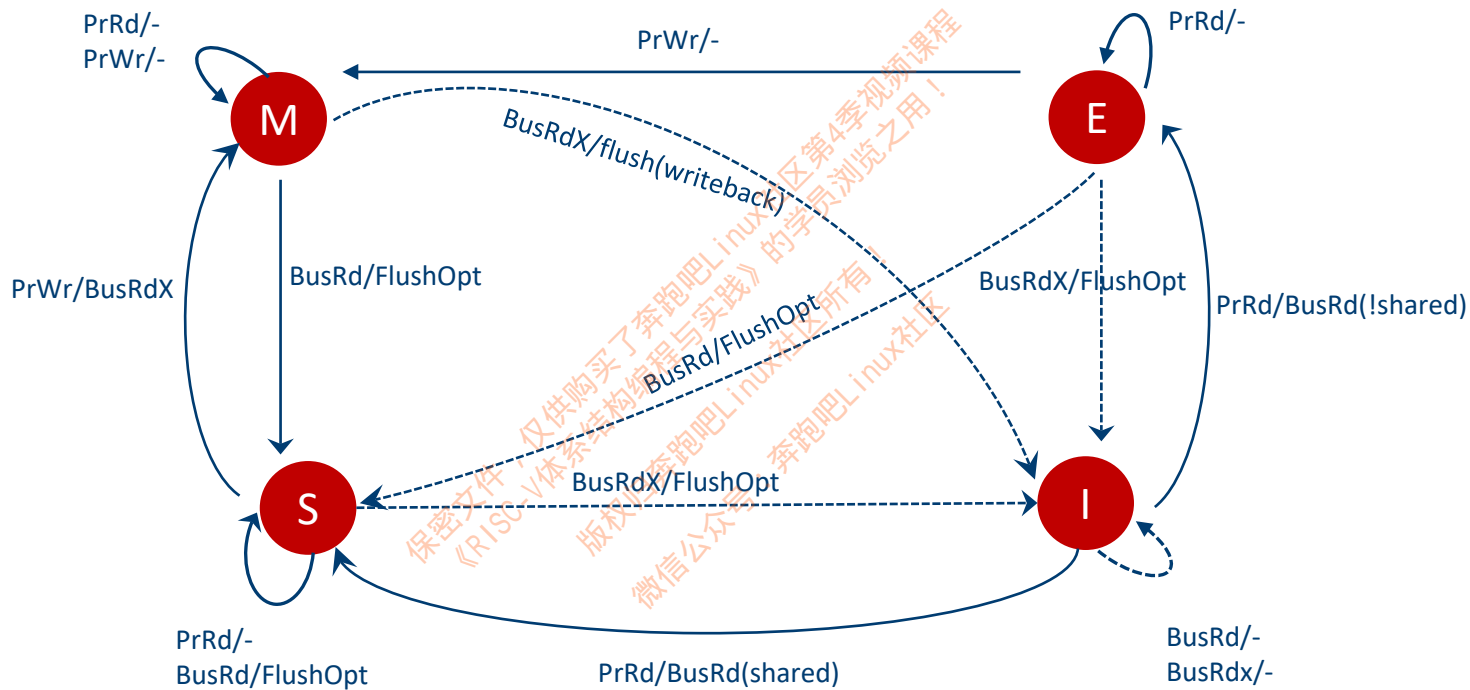 PrRd/-
PrWr/-
PrWr/-
PrRd/-
M
E
BusRdX/flush(writeback)
PrWr/BusRdX
BusRd/FlushOpt
BusRdX/FlushOpt
PrRd/BusRd(!shared)
BusRd/FlushOpt
BusRdX/FlushOpt
S
I
PrRd/-
BusRd/FlushOpt
PrRd/BusRd(shared)
BusRd/-
BusRdx/-
保密文件,仅供购买了奔跑吧Linux社区第4季视频课程
《RISC-V体系结构编程与实践》的学员浏览之用!
版权归奔跑吧Linux社区所有!
微信公众号:奔跑吧Linux社区